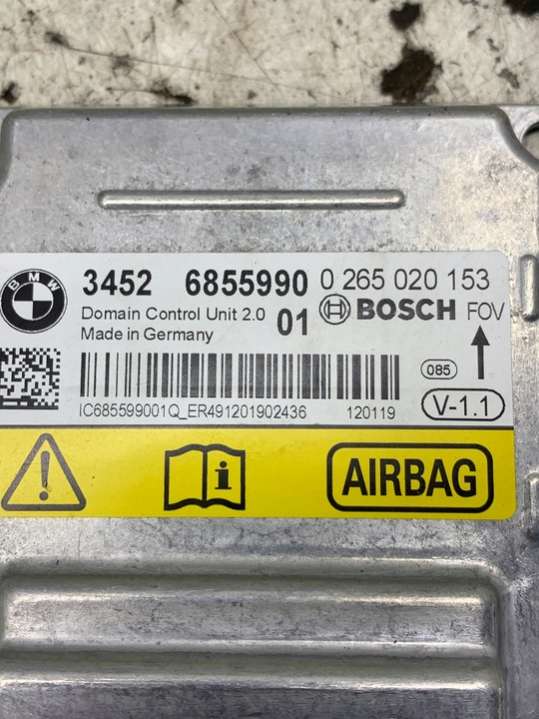 BMW
3452 6855990 0 265 020 153
Domain Control Unit 2.0 01 BOSCH FOV
Made in Germany
085
IC685599001Q_ER491201902436 120119 V-1.1
i AIRBAG